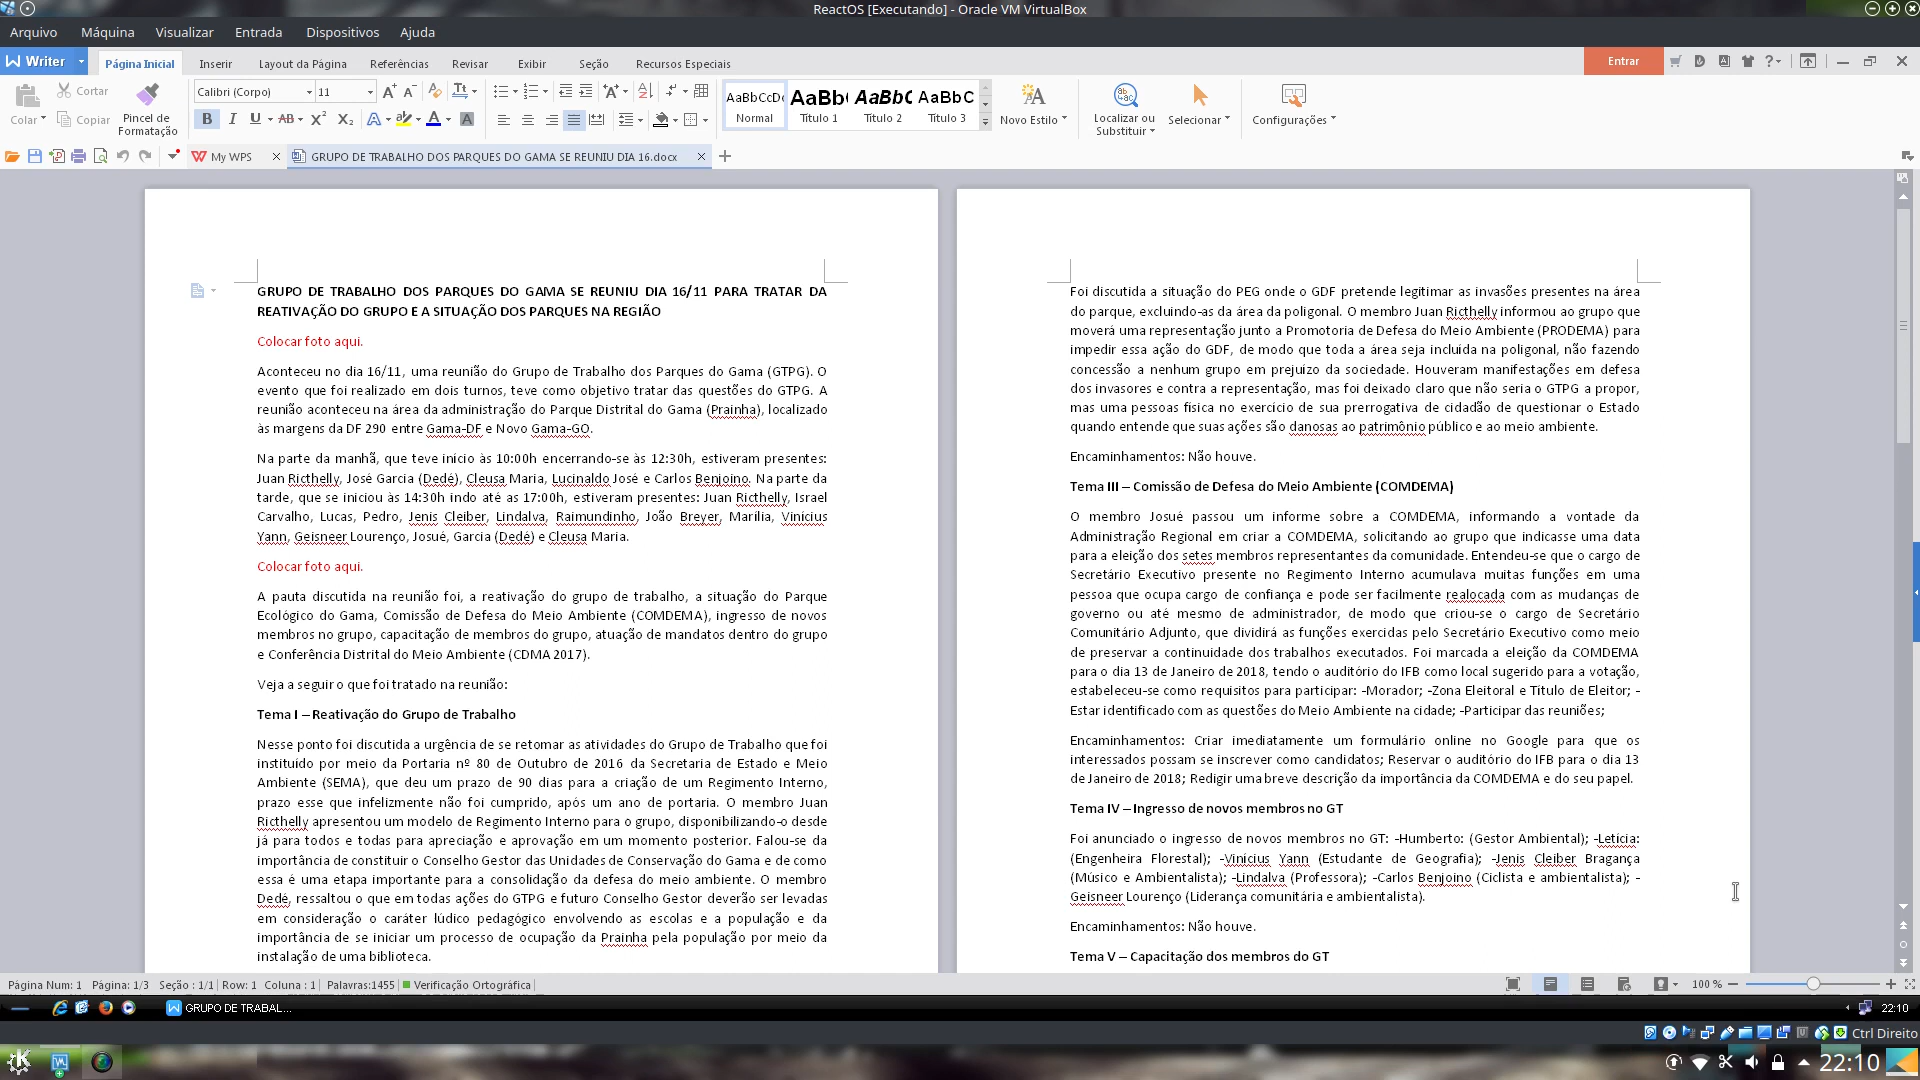 ReactOS [Executando] - Oracle VM VirtualBox
Arquivo Máquina Visualizar Entrada Dispositivos Ajuda
Writer Página Inicial Inserir Layout da Página Referências Revisar Exibir Seção Recursos Especiais Entrar
Colar Cortar Copiar Pincel de Formatação
Calibri (Corpo) 11
AaBbCcDc AaBb( AaBbC AaBbC
Normal Título 1 Título 2 Título 3
Novo Estilo Localizar ou Substituir Selecionar Configurações
My WPS GRUPO DE TRABALHO DOS PARQUES DO GAMA SE REUNIU DIA 16.docx
GRUPO DE TRABALHO DOS PARQUES DO GAMA SE REUNIU DIA 16/11 PARA TRATAR DA
REATIVAÇÃO DO GRUPO E A SITUAÇÃO DOS PARQUES NA REGIÃO
Colocar foto aqui.
Aconteceu no dia 16/11, uma reunião do Grupo de Trabalho dos Parques do Gama (GTPG). O
evento que foi realizado em dois turnos, teve como objetivo tratar das questões do GTPG. A
reunião aconteceu na área da administração do Parque Distrital do Gama (Prainha), localizado
às margens da DF 290 entre Gama-DF e Novo Gama-GO.
Na parte da manhã, que teve início às 10:00h encerrando-se às 12:30h, estiveram presentes:
Juan Ricthelly, José Garcia (Dedé), Cleusa Maria, Lucinaldo José e Carlos Benjoino. Na parte da
tarde, que se iniciou às 14:30h indo até as 17:00h, estiveram presentes: Juan Ricthelly, Israel
Carvalho, Lucas, Pedro, Jenis Cleiber, Lindalva, Raimundinho, João Breyer, Marília, Vinícius
Yann, Geisneer Lourenço, Josué, Garcia (Dedé) e Cleusa Maria.
Colocar foto aqui.
A pauta discutida na reunião foi, a reativação do grupo de trabalho, a situação do Parque
Ecológico do Gama, Comissão de Defesa do Meio Ambiente (COMDEMA), ingresso de novos
membros no grupo, capacitação de membros do grupo, atuação de mandatos dentro do grupo
e Conferência Distrital do Meio Ambiente (CDMA 2017).
Veja a seguir o que foi tratado na reunião:
Tema I – Reativação do Grupo de Trabalho
Nesse ponto foi discutida a urgência de se retomar as atividades do Grupo de Trabalho que foi
instituído por meio da Portaria nº 80 de Outubro de 2016 da Secretaria de Estado e Meio
Ambiente (SEMA), que deu um prazo de 90 dias para a criação de um Regimento Interno,
prazo esse que infelizmente não foi cumprido, após um ano de portaria. O membro Juan
Ricthelly apresentou um modelo de Regimento Interno para o grupo, disponibilizando-o desde
já para todos e todas para apreciação e aprovação em um momento posterior. Falou-se da
importância de constituir o Conselho Gestor das Unidades de Conservação do Gama e de como
essa é uma etapa importante para a consolidação da defesa do meio ambiente. O membro
Dedé, ressaltou o que em todas ações do GTPG e futuro Conselho Gestor deverão ser levadas
em consideração o caráter lúdico pedagógico envolvendo as escolas e a população e da
importância de se iniciar um processo de ocupação da Prainha pela população por meio da
instalação de uma biblioteca.
Foi discutida a situação do PEG onde o GDF pretende legitimar as invasões presentes na área
do parque, excluindo-as da área da poligonal. O membro Juan Ricthelly informou ao grupo que
moverá uma representação junto a Promotoria de Defesa do Meio Ambiente (PRODEMA) para
impedir essa ação do GDF, de modo que toda a área seja incluída na poligonal, não fazendo
concessão a nenhum grupo em prejuízo da sociedade. Houveram manifestações em defesa
dos invasores e contra a representação, mas foi deixado claro que não seria o GTPG a propor,
mas uma pessoas física no exercício de sua prerrogativa de cidadão de questionar o Estado
quando entende que suas ações são danosas ao patrimônio público e ao meio ambiente.
Encaminhamentos: Não houve.
Tema III – Comissão de Defesa do Meio Ambiente (COMDEMA)
O membro Josué passou um informe sobre a COMDEMA, informando a vontade da
Administração Regional em criar a COMDEMA, solicitando ao grupo que indicasse uma data
para a eleição dos setes membros representantes da comunidade. Entendeu-se que o cargo de
Secretário Executivo presente no Regimento Interno acumulava muitas funções em uma
pessoa que ocupa cargo de confiança e pode ser facilmente realocada com as mudanças de
governo ou até mesmo de administrador, de modo que criou-se o cargo de Secretário
Comunitário Adjunto, que dividirá as funções exercidas pelo Secretário Executivo como meio
de preservar a continuidade dos trabalhos executados. Foi marcada a eleição da COMDEMA
para o dia 13 de Janeiro de 2018, tendo o auditório do IFB como local sugerido para a votação,
estabeleceu-se como requisitos para participar: -Morador; -Zona Eleitoral e Título de Eleitor; -
Estar identificado com as questões do Meio Ambiente na cidade; -Participar das reuniões;
Encaminhamentos: Criar imediatamente um formulário online no Google para que os
interessados possam se inscrever como candidatos; Reservar o auditório do IFB para o dia 13
de Janeiro de 2018; Redigir uma breve descrição da importância da COMDEMA e do seu papel.
Tema IV – Ingresso de novos membros no GT
Foi anunciado o ingresso de novos membros no GT: -Humberto: (Gestor Ambiental); -Letícia:
(Engenheira Florestal); -Vinícius Yann (Estudante de Geografia); -Jenis Cleiber Bragança
(Músico e Ambientalista); -Lindalva (Professora); -Carlos Benjoino (Ciclista e ambientalista); -
Geisneer Lourenço (Liderança comunitária e ambientalista).
Encaminhamentos: Não houve.
Tema V – Capacitação dos membros do GT
Página Num: 1 Página: 1/3 Seção : 1/1 Row: 1 Coluna : 1 Palavras:1455 Verificação Ortográfica 100 %
GRUPO DE TRABAL... 22:10
Ctrl Direito
22:10